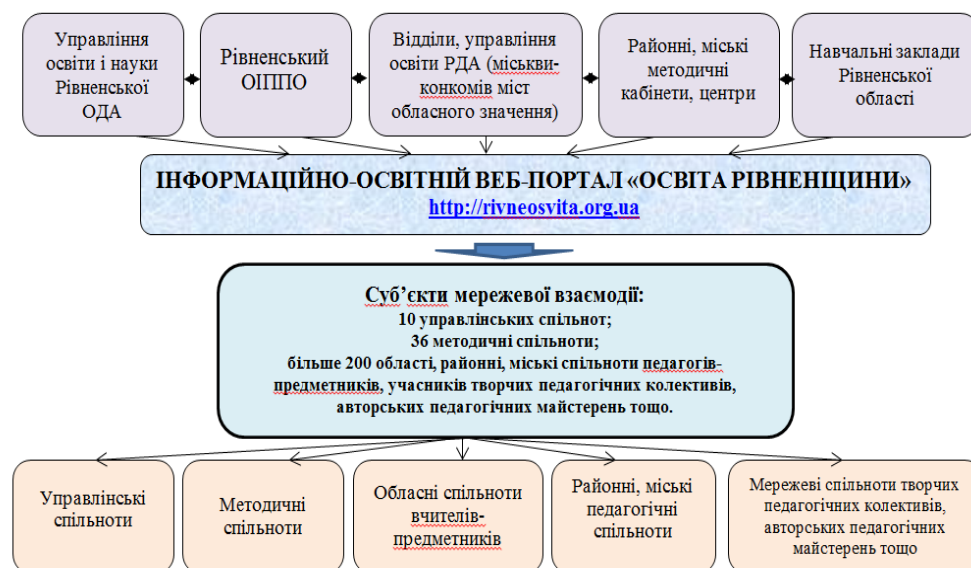 Управління
освіти і науки
Рівненської
ОДА
Рівненський
ОІППО
Відділи, управління
освіти РДА (міськви-
конкомів міст
обласного значення)
Районні, міські
методичні
кабінети, центри
Навчальні заклади
Рівненської
області
ІНФОРМАЦІЙНО-ОСВІТНІЙ ВЕБ-ПОРТАЛ «ОСВІТА РІВНЕНЩИНИ»
http://rivneosvita.org.ua
Суб’єкти мережевої взаємодії:
10 управлінських спільнот;
36 методичні спільноти;
більше 200 області, районні, міські спільноти педагогів-
предметників, учасників творчих педагогічних колективів,
авторських педагогічних майстерень тощо.
Управлінські
спільноти
Методичні
спільноти
Обласні спільноти
вчителів-
предметників
Районні, міські
педагогічні
спільноти
Мережеві спільноти творчих
педагогічних колективів,
авторських педагогічних
майстерень тощо